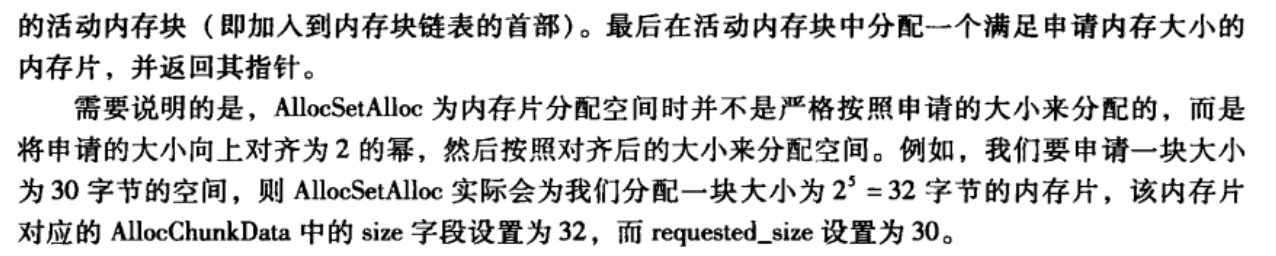 的活动内存块（即加入到内存块链表的首部）。最后在活动内存块中分配一个满足申请内存大小的
内存片，并返回其指针。
需要说明的是，AllocSetAlloc 为内存片分配空间时并不是严格按照申请的大小来分配的，而是
将申请的大小向上对齐为 2 的幂，然后按照对齐后的大小来分配空间。例如，我们要申请一块大小
为 30 字节的空间，则 AllocSetAlloc 实际会为我们分配一块大小为 2⁵ = 32 字节的内存片，该内存片
对应的 AllocChunkData 中的 size 字段设置为 32，而 requested_size 设置为 30。